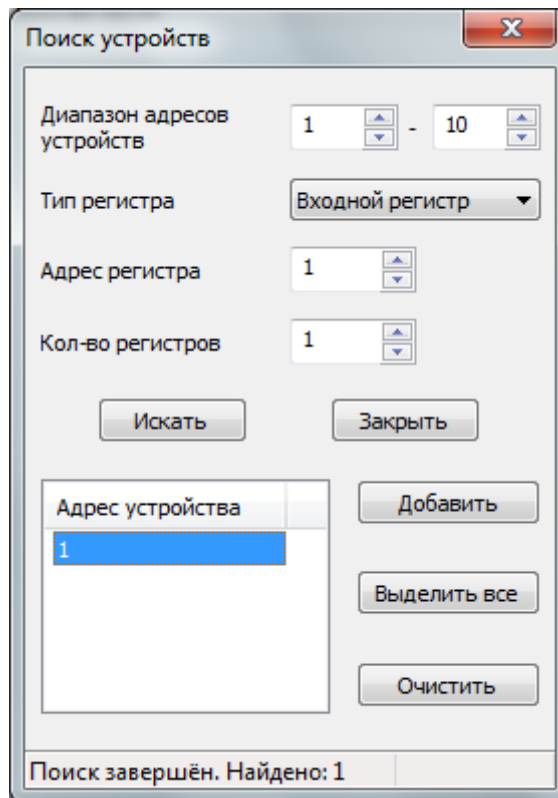 Поиск устройств
Диапазон адресов
устройств
1 - 10
Тип регистра Входной регистр
Адрес регистра 1
Кол-во регистров 1
Искать Закрыть
Адрес устройства
1
Добавить
Выделить все
Очистить
Поиск завершён. Найдено: 1